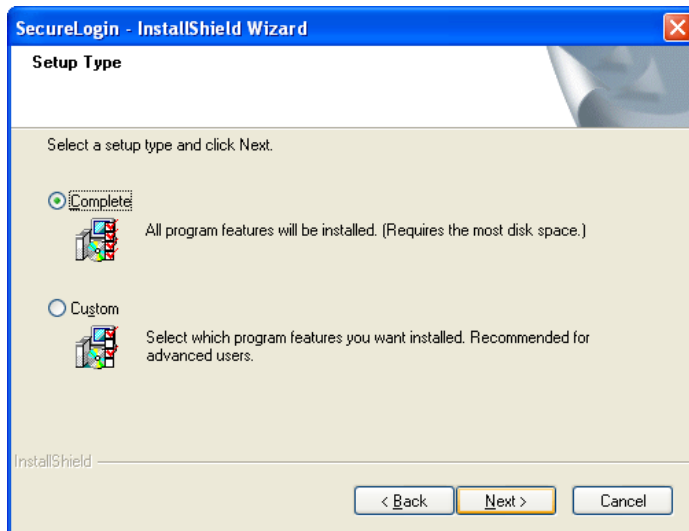 SecureLogin - InstallShield Wizard
Setup Type
Select a setup type and click Next.
Complete
All program features will be installed. (Requires the most disk space.)
Custom
Select which program features you want installed. Recommended for
advanced users.
InstallShield
< Back
Next >
Cancel